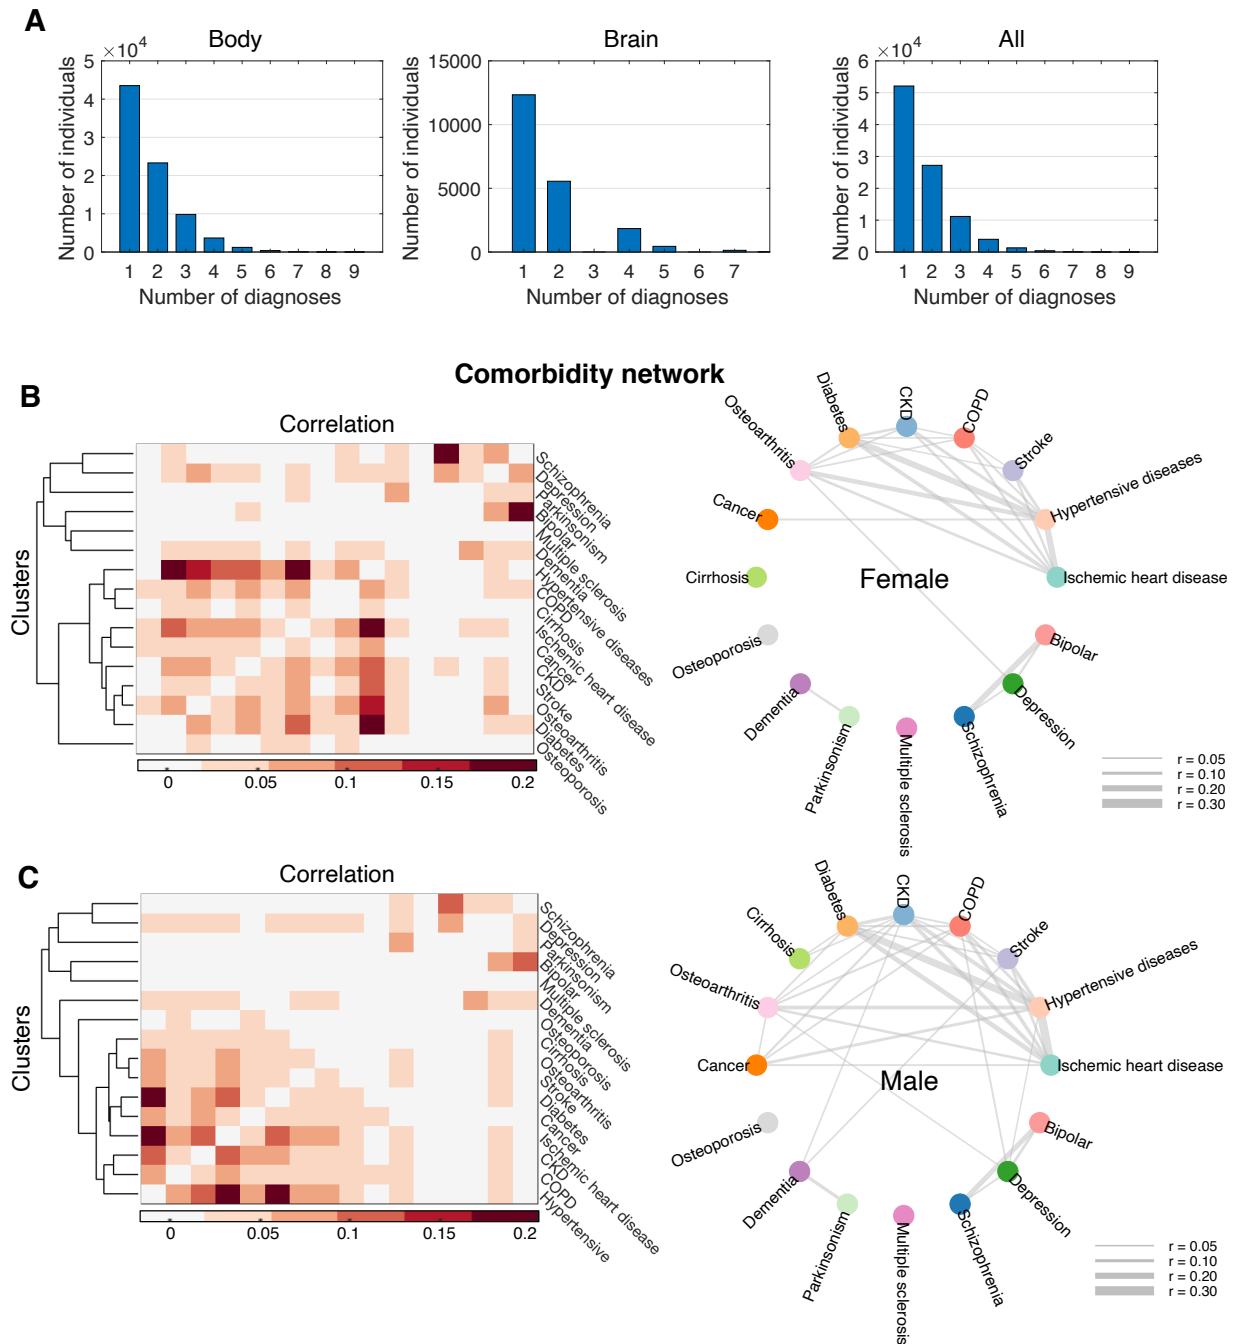 A
Body
Brain
All
×10⁴
5
4
3
2
1
0
Number of individuals
1 2 3 4 5 6 7 8 9
Number of diagnoses
15000
10000
5000
0
Number of individuals
1 2 3 4 5 6 7
Number of diagnoses
×10⁴
6
5
4
3
2
1
0
Number of individuals
1 2 3 4 5 6 7 8 9
Number of diagnoses
Comorbidity network
B
Correlation
Clusters
Schizophrenia
Depression
Parkinsonism
Bipolar
Multiple sclerosis
Dementia
Hypertensive diseases
COPD
Cirrhosis
Ischemic heart disease
Cancer
CKD
Stroke
Osteoarthritis
Diabetes
Osteoporosis
0 0.05 0.1 0.15 0.2
Diabetes
CKD
COPD
Osteoarthritis
Stroke
Hypertensive diseases
Cancer
Cirrhosis
Female
Ischemic heart disease
Osteoporosis
Bipolar
Dementia
Depression
Parkinsonism
Multiple sclerosis
Schizophrenia
r = 0.05
r = 0.10
r = 0.20
r = 0.30
C
Correlation
Clusters
Schizophrenia
Depression
Parkinsonism
Bipolar
Multiple sclerosis
Dementia
Osteoporosis
Cirrhosis
Osteoarthritis
Stroke
Diabetes
Cancer
Ischemic heart disease
CKD
COPD
Hypertensive
0 0.05 0.1 0.15 0.2
Diabetes
CKD
COPD
Cirrhosis
Stroke
Osteoarthritis
Hypertensive diseases
Cancer
Male
Ischemic heart disease
Osteoporosis
Bipolar
Dementia
Depression
Parkinsonism
Multiple sclerosis
Schizophrenia
r = 0.05
r = 0.10
r = 0.20
r = 0.30